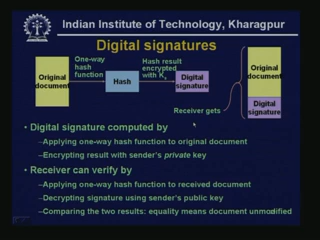 Indian Institute of Technology, Kharagpur
Digital signatures
Original document
One-way hash function
Hash
Hash result encrypted with Ks
Digital signature
Receiver gets
Original document
Digital signature
• Digital signature computed by
–Applying one-way hash function to original document
–Encrypting result with sender's private key
• Receiver can verify by
–Applying one-way hash function to received document
–Decrypting signature using sender's public key
–Comparing the two results: equality means document unmodified